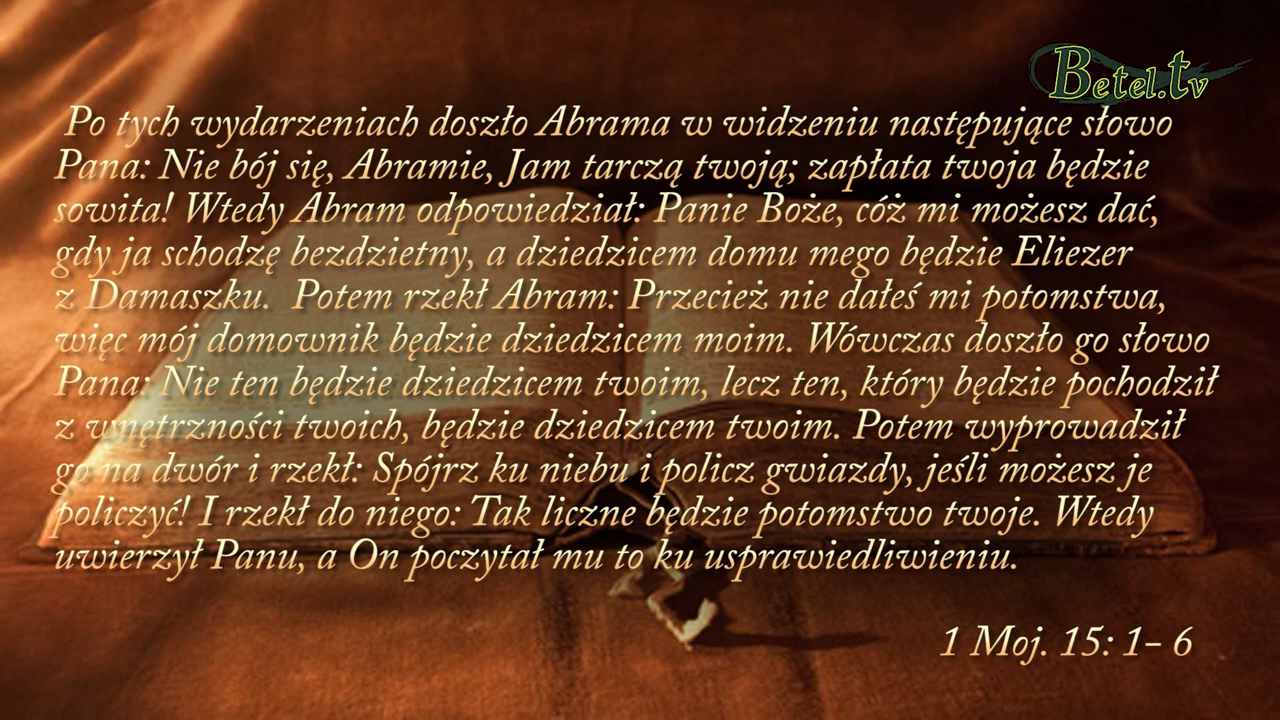 Betel.tv
Po tych wydarzeniach doszło Abrama w widzeniu następujące słowo
Pana: Nie bój się, Abramie, Jam tarczą twoją; zapłata twoja będzie
sowita! Wtedy Abram odpowiedział: Panie Boże, cóż mi możesz dać,
gdy ja schodzę bezdzietny, a dziedzicem domu mego będzie Eliezer
z Damaszku. Potem rzekł Abram: Przecież nie dałeś mi potomstwa,
więc mój domownik będzie dziedzicem moim. Wówczas doszło go słowo
Pana: Nie ten będzie dziedzicem twoim, lecz ten, który będzie pochodził
z wnętrzności twoich, będzie dziedzicem twoim. Potem wyprowadził
go na dwór i rzekł: Spójrz ku niebu i policz gwiazdy, jeśli możesz je
policzyć! I rzekł do niego: Tak liczne będzie potomstwo twoje. Wtedy
uwierzył Panu, a On poczytał mu to ku usprawiedliwieniu.
1 Moj. 15: 1– 6